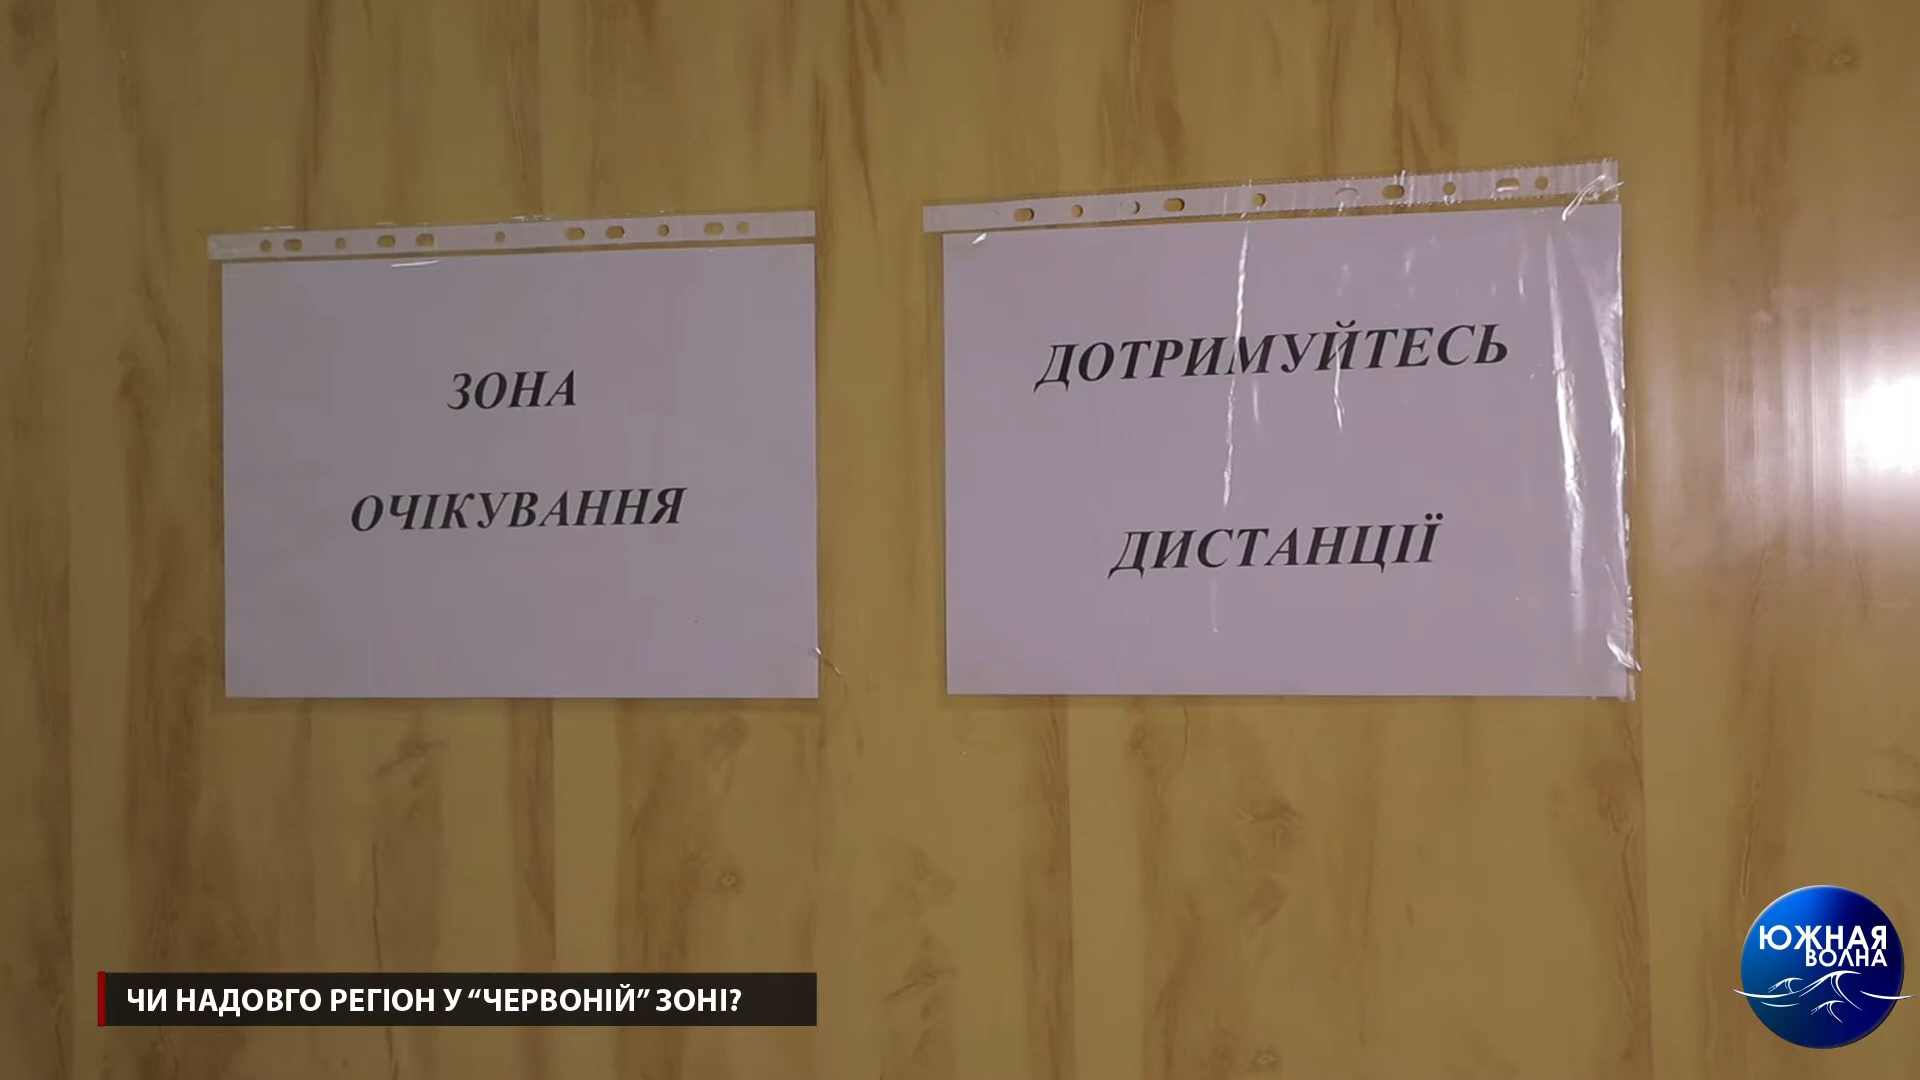 ЗОНА
ОЧІКУВАННЯ
ДОТРИМУЙТЕСЬ
ДИСТАНЦІЇ
ЧИ НАДОВГО РЕГІОН У “ЧЕРВОНІЙ” ЗОНІ?
ЮЖНАЯ
ВОЛНА